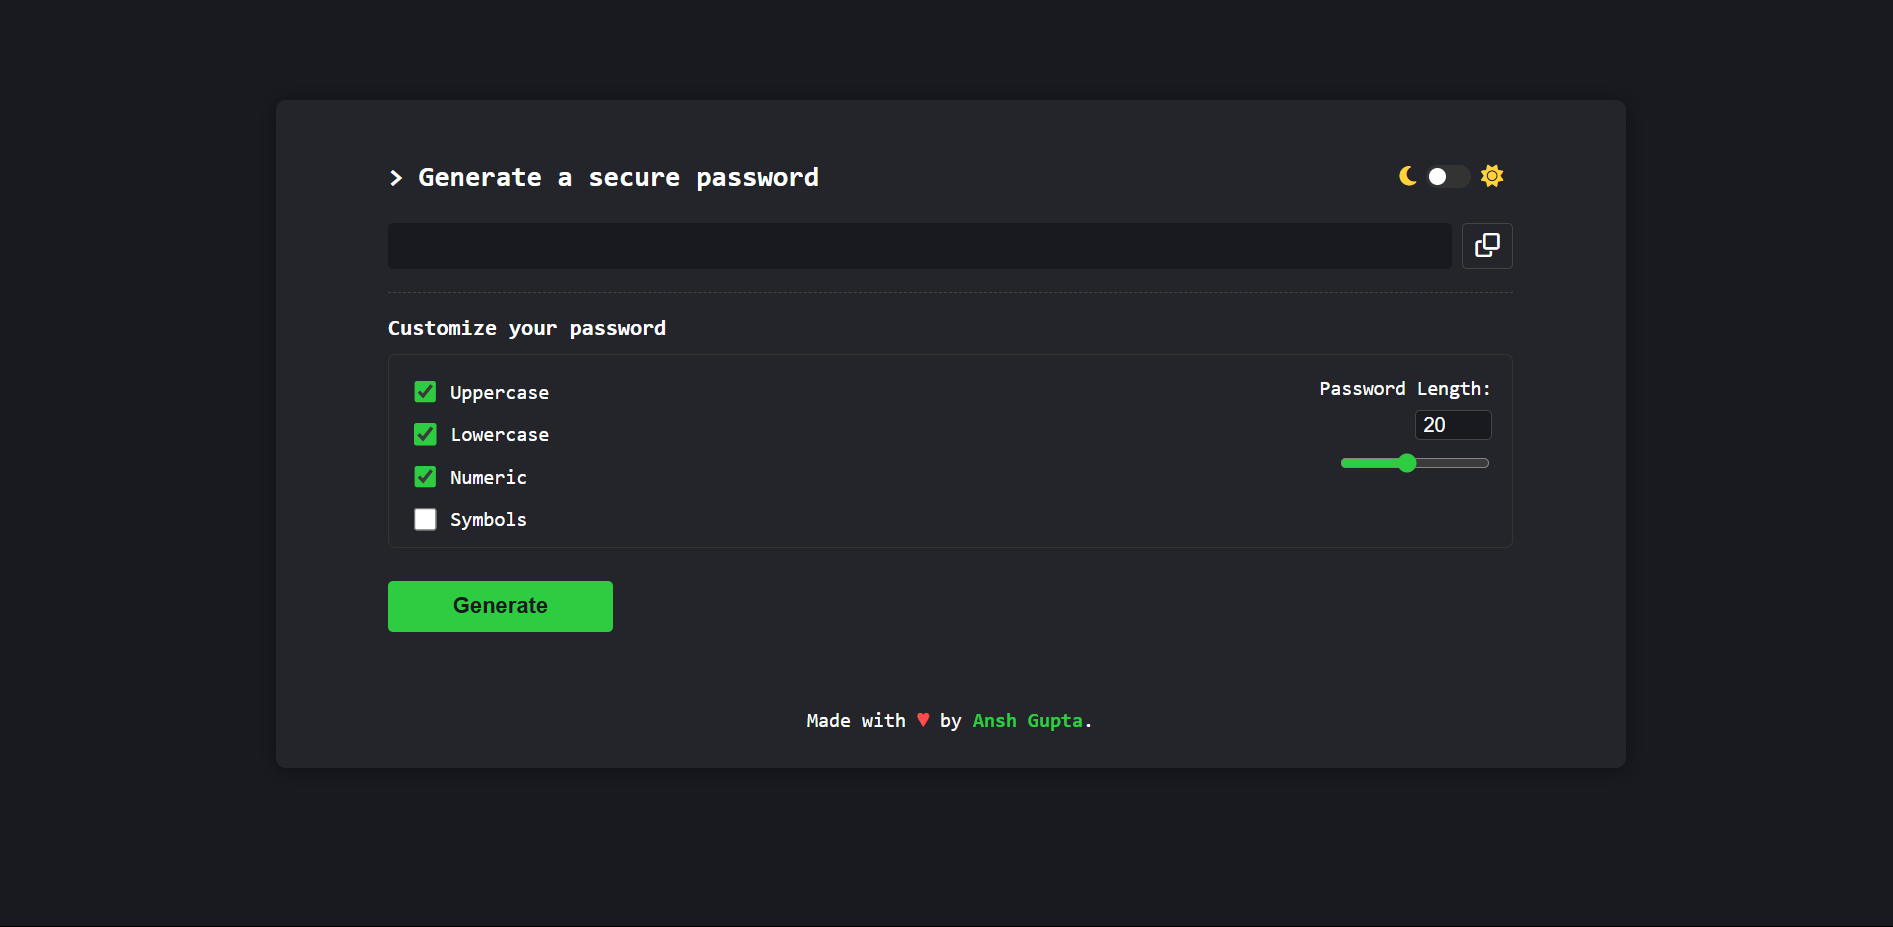 > Generate a secure password
Customize your password
Uppercase
Lowercase
Numeric
Symbols
Password Length:
20
Generate
Made with ♥ by Ansh Gupta.